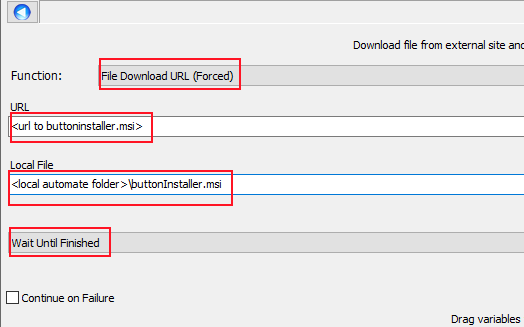 Download file from external site and
Function: File Download URL (Forced)
URL
<url to buttoninstaller.msi>
Local File
<local automate folder>\buttonInstaller.msi
Wait Until Finished
Continue on Failure
Drag variables